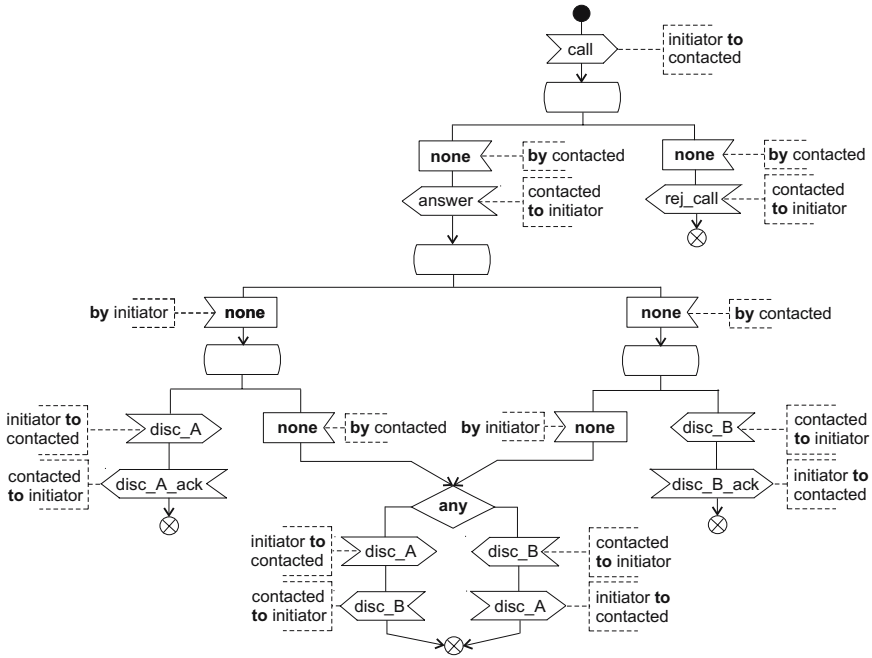 call
initiator to
contacted
none
by contacted
none
by contacted
answer
contacted
to initiator
rej_call
contacted
to initiator
by initiator
none
none
by contacted
initiator to
contacted
disc_A
none
by contacted
by initiator
none
disc_B
contacted
to initiator
contacted
to initiator
disc_A_ack
disc_B_ack
initiator to
contacted
any
initiator to
contacted
disc_A
disc_B
contacted
to initiator
contacted
to initiator
disc_B
disc_A
initiator to
contacted